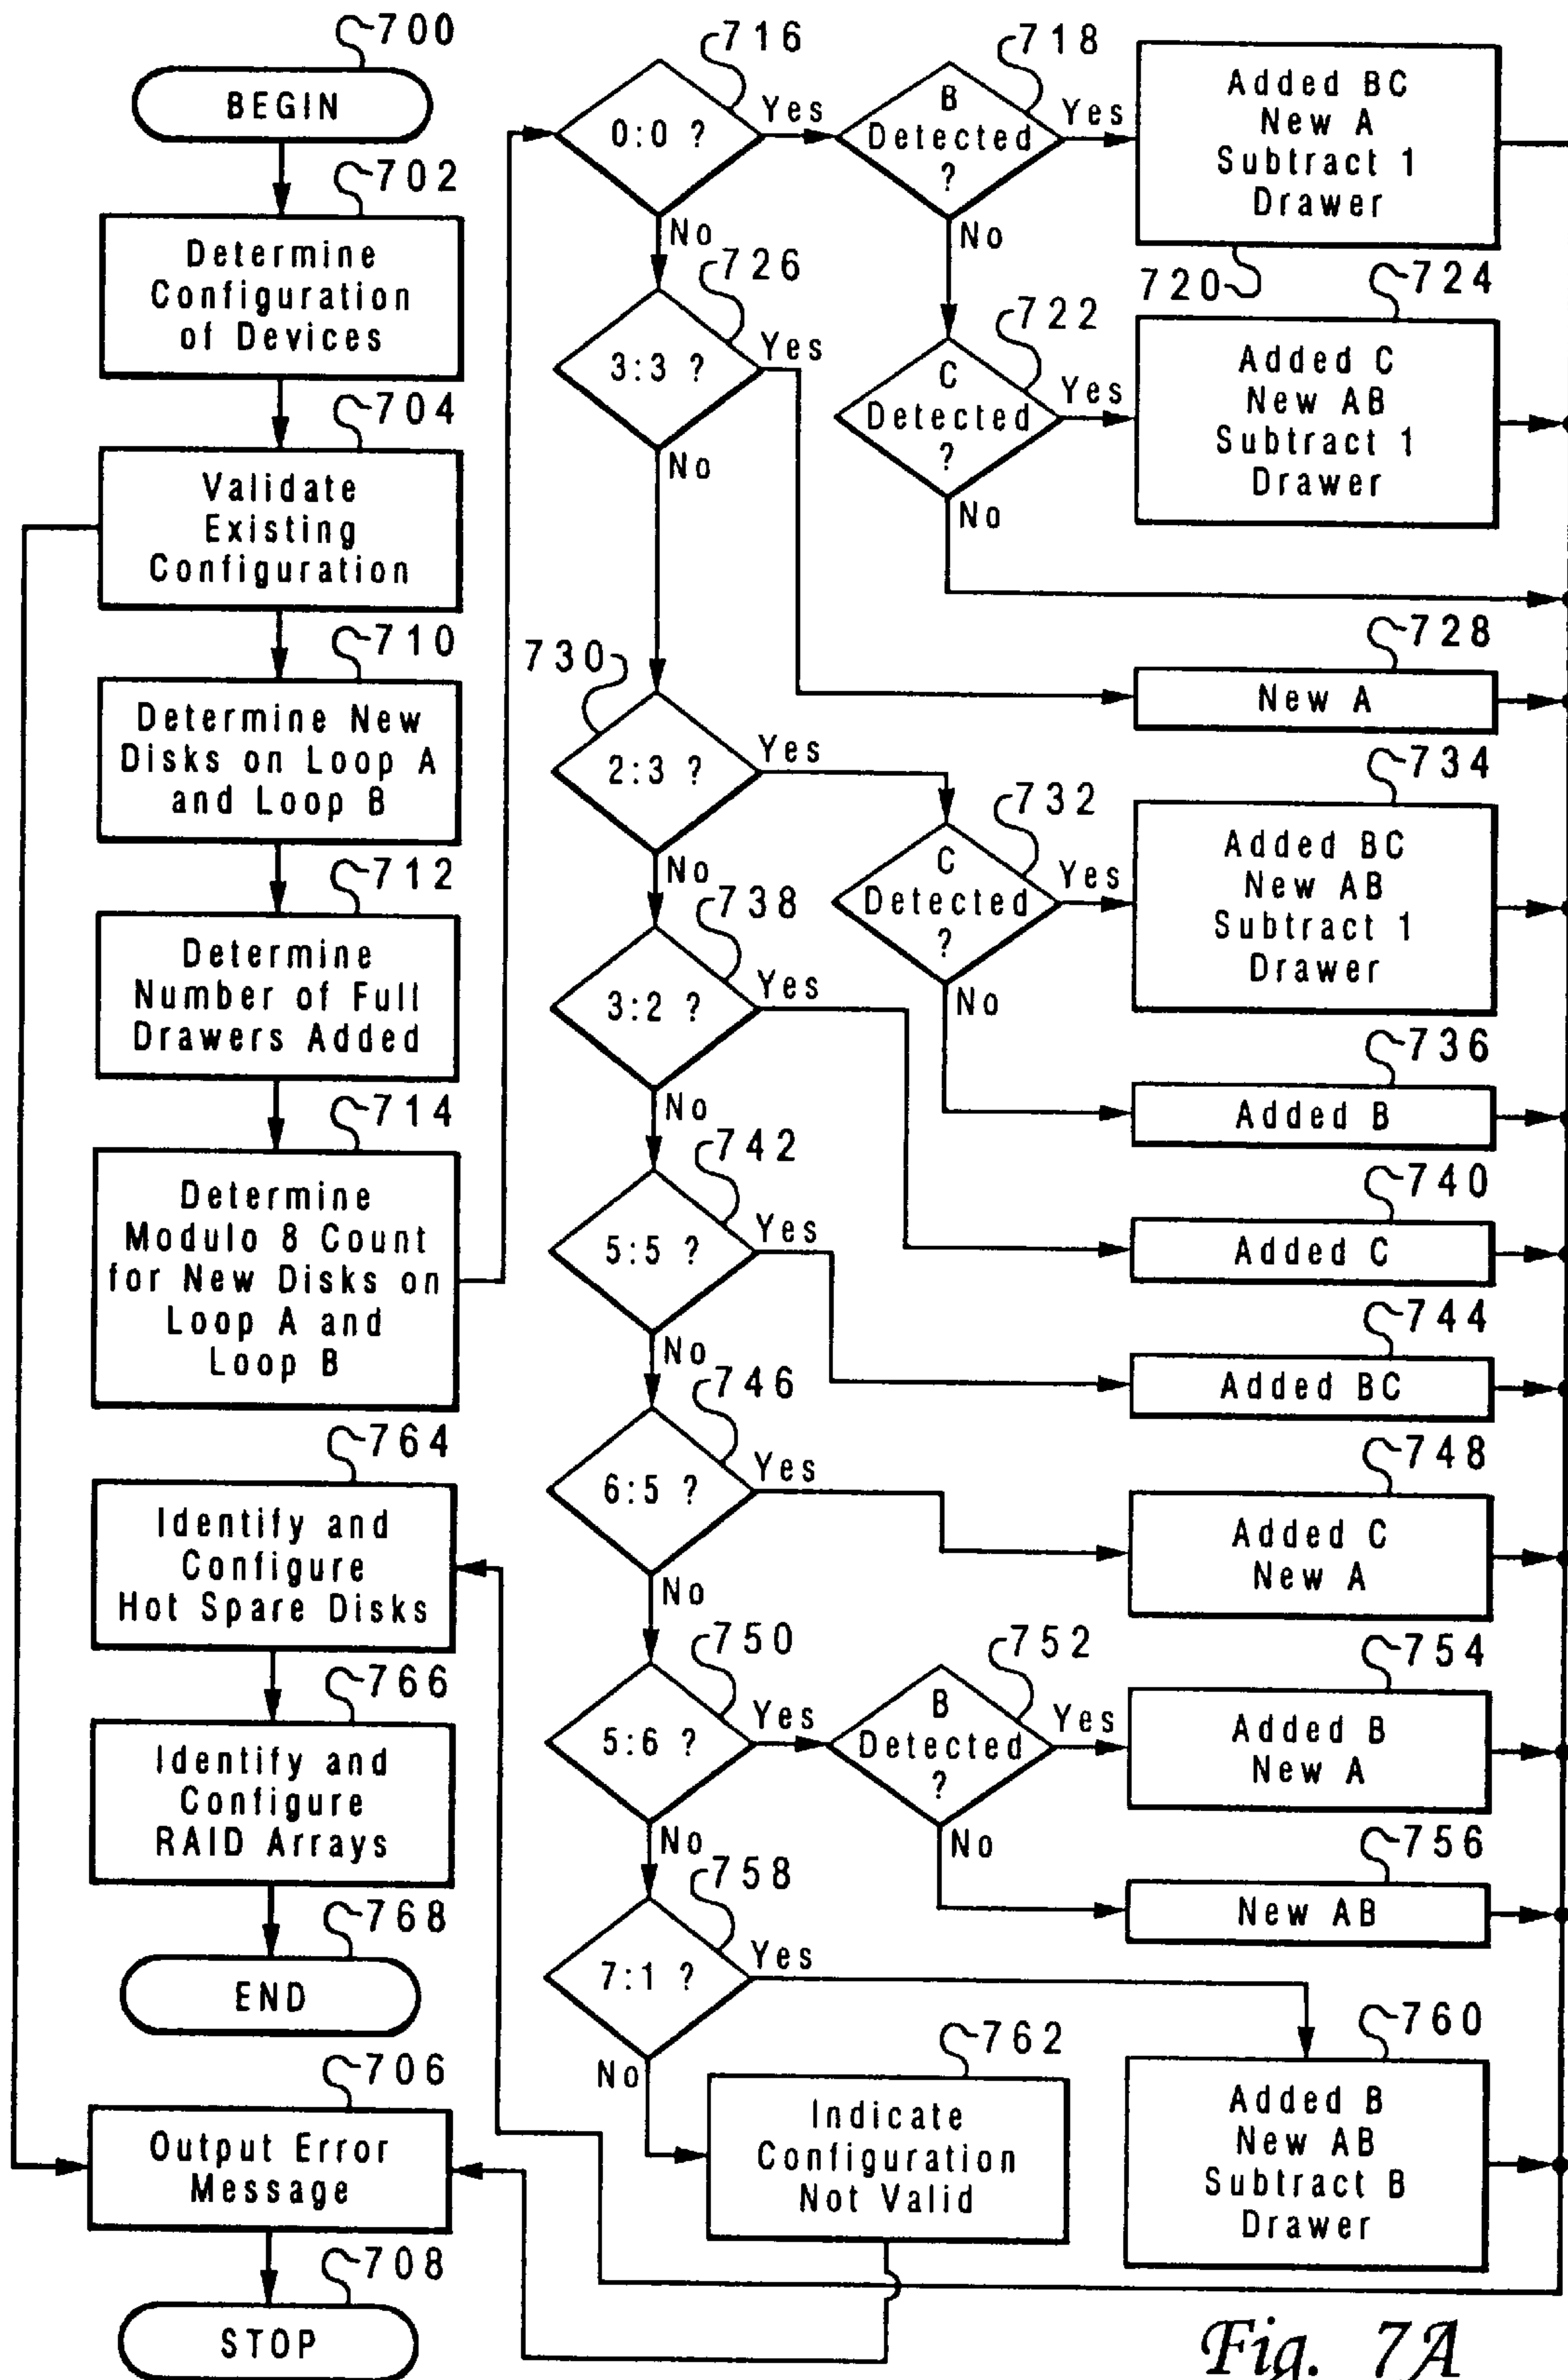 700
BEGIN
702
Determine
Configuration
of Devices
704
Validate
Existing
Configuration
710
Determine New
Disks on Loop A
and Loop B
712
Determine
Number of Full
Drawers Added
714
Determine
Modulo 8 Count
for New Disks on
Loop A and
Loop B
764
Identify and
Configure
Hot Spare Disks
766
Identify and
Configure
RAID Arrays
768
END
706
Output Error
Message
708
STOP
716
0:0 ?
Yes
No
718
B
Detected
?
Yes
No
Added BC
New A
Subtract 1
Drawer
720
722
C
Detected
?
Yes
No
724
Added C
New AB
Subtract 1
Drawer
726
3:3 ?
Yes
No
728
New A
730
2:3 ?
Yes
No
732
C
Detected
?
Yes
No
734
Added BC
New AB
Subtract 1
Drawer
736
Added B
738
3:2 ?
Yes
No
740
Added C
742
5:5 ?
Yes
No
744
Added BC
746
6:5 ?
Yes
No
748
Added C
New A
750
5:6 ?
Yes
No
752
B
Detected
?
Yes
No
754
Added B
New A
756
New AB
758
7:1 ?
Yes
No
760
Added B
New AB
Subtract B
Drawer
762
Indicate
Configuration
Not Valid
Fig. 7A